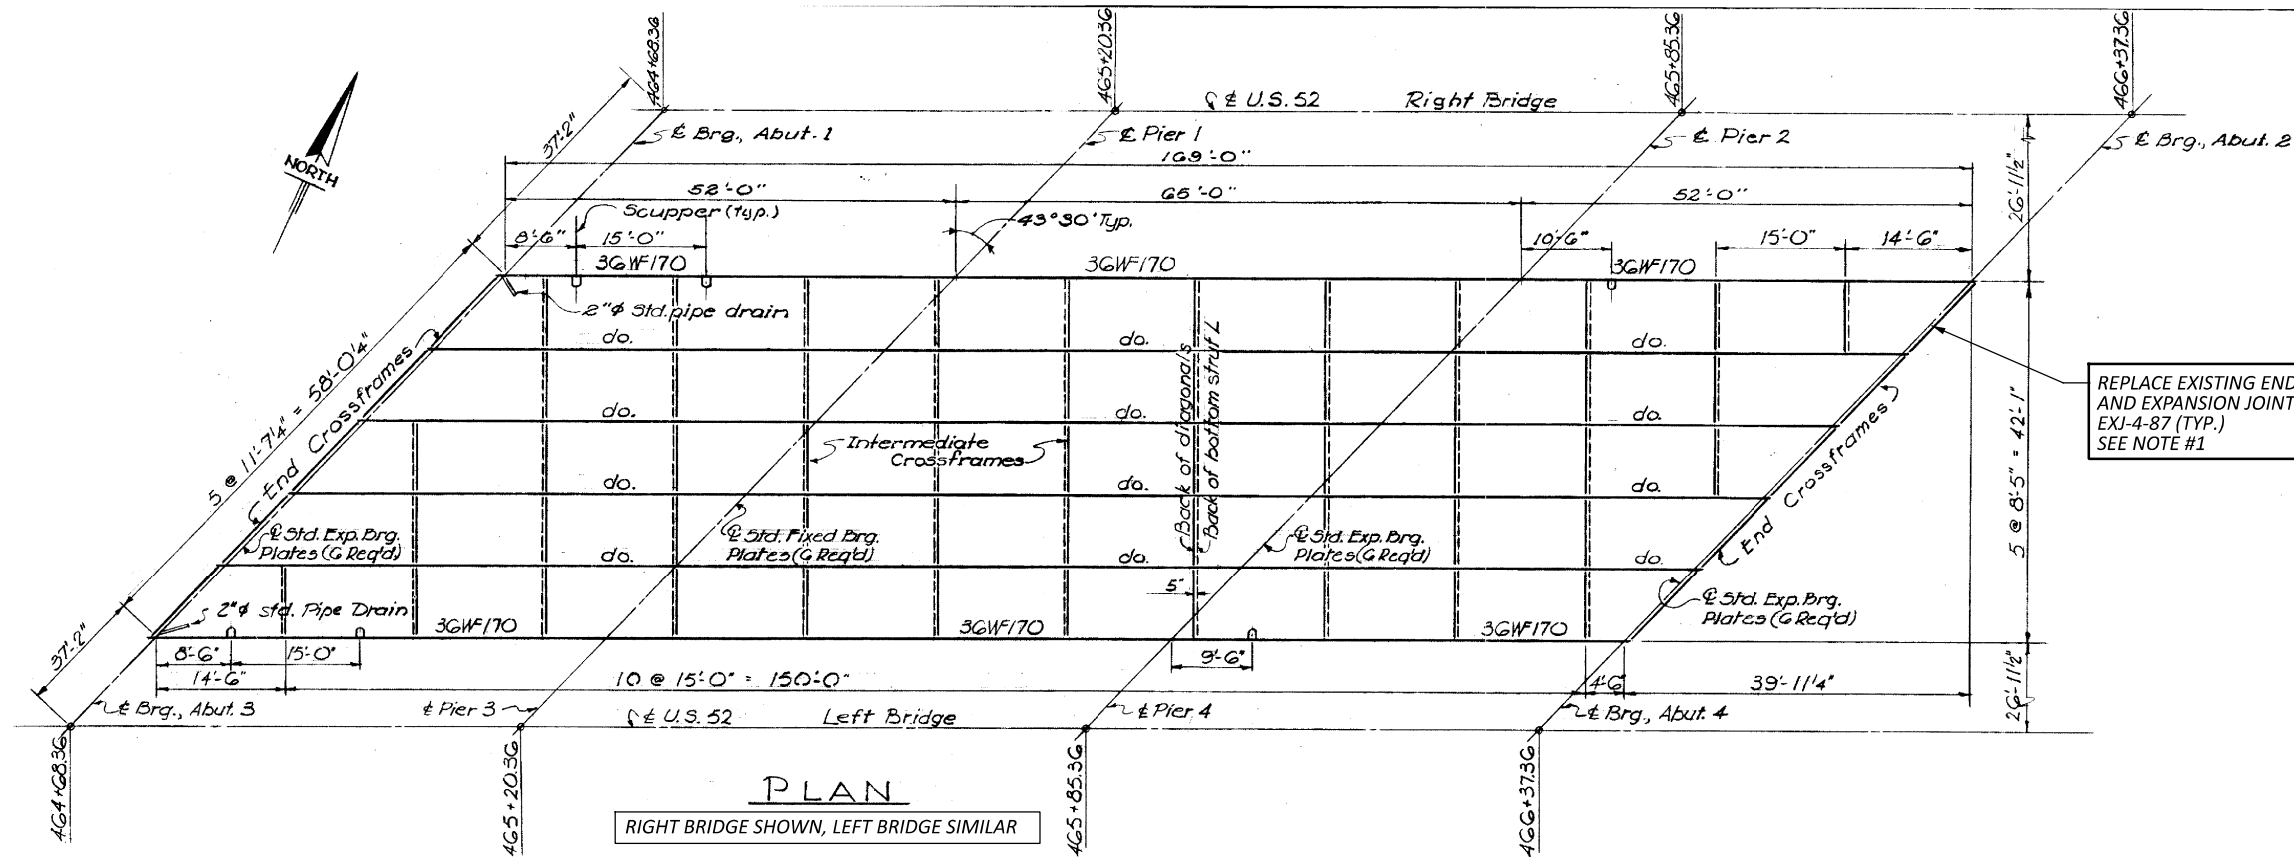 464+68.36
465+20.36
465+85.36
466+37.36
℄ U.S. 52 Right Bridge
℄ Brg., Abut. 1
℄ Pier 1
℄ Pier 2
℄ Brg., Abut. 2
37'-2"
NORTH
169'-0"
52'-0"
65'-0"
52'-0"
26'-11½"
Scupper (typ.)
43°30' Typ.
8'-6"
15'-0"
10'-6"
15'-0"
14'-6"
36WF170
36WF170
36WF170
2"φ Std. pipe drain
do.
do.
do.
5 @ 11'-7¼" = 58'-0¼"
End Crossframes
Back of diagonals
Back of bottom strut L
REPLACE EXISTING END
AND EXPANSION JOINT
EXJ-4-87 (TYP.)
SEE NOTE #1
do.
do.
do.
Intermediate
Crossframes
End Crossframes
5 @ 8'-5" = 42'-1"
do.
do.
do.
℄ Std. Exp. Brg.
Plates (6 Req'd)
℄ Std. Fixed Brg.
Plates (6 Req'd)
℄ Std. Exp. Brg.
Plates (6 Req'd)
do.
do.
do.
5"
℄ Std. Exp. Brg.
Plates (6 Req'd)
2"φ std. Pipe Drain
36WF170
36WF170
36WF170
37'-2"
8'-6"
15'-0"
9'-6"
14'-6"
10 @ 15'-0" = 150'-0"
4'-6"
39'-11¼"
26'-11½"
℄ Brg., Abut. 3
℄ Pier 3
℄ U.S. 52 Left Bridge
℄ Pier 4
℄ Brg., Abut. 4
464+68.36
465+20.36
465+85.36
466+37.36
PLAN
RIGHT BRIDGE SHOWN, LEFT BRIDGE SIMILAR